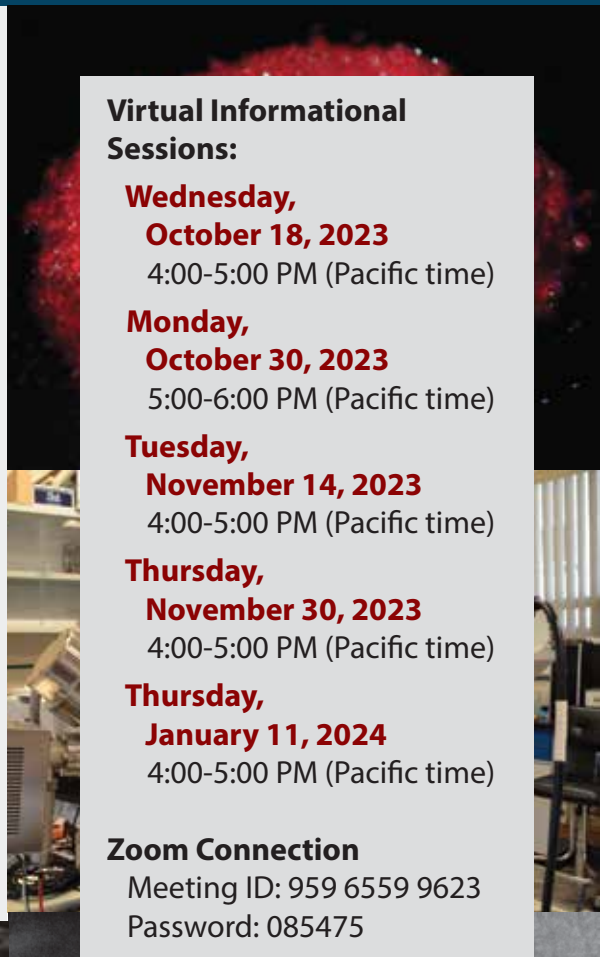 Virtual Informational
Sessions:
Wednesday,
October 18, 2023
4:00-5:00 PM (Pacific time)
Monday,
October 30, 2023
5:00-6:00 PM (Pacific time)
Tuesday,
November 14, 2023
4:00-5:00 PM (Pacific time)
Thursday,
November 30, 2023
4:00-5:00 PM (Pacific time)
Thursday,
January 11, 2024
4:00-5:00 PM (Pacific time)
Zoom Connection
Meeting ID: 959 6559 9623
Password: 085475